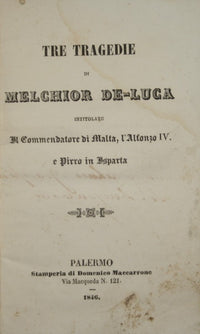 TRE TRAGEDIE
DI
MELCHIOR DE-LUCA
INTITOLATE
Il Commendatore di Malta, l'Alfonzo IV.
e Pirro in Isparta
PALERMO
Stamperia di Domenico Maccarrone
Via Macqueda N. 121.
1846.